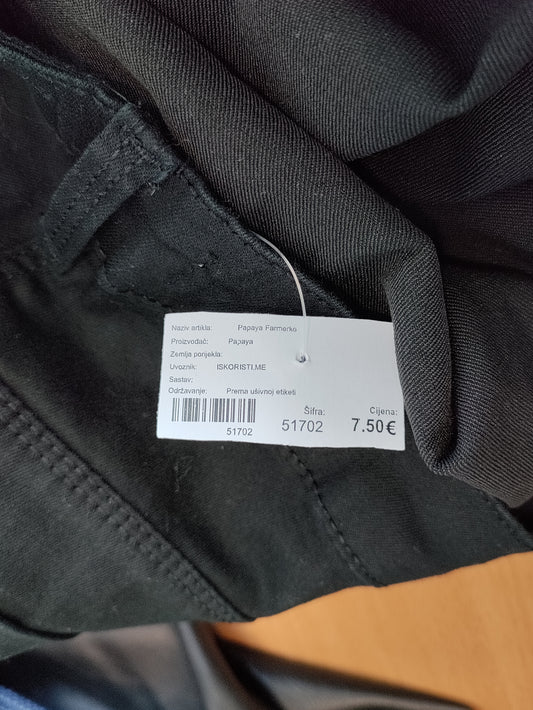 Naziv artikla: Papaya Farmerke
Proizvođač: Papaya
Zemlja porijekla:
Uvoznik: ISKORISTI.ME
Sastav:
Održavanje: Prema ušivnoj etiketi
Šifra: Cijena:
51702 51702 7.50€